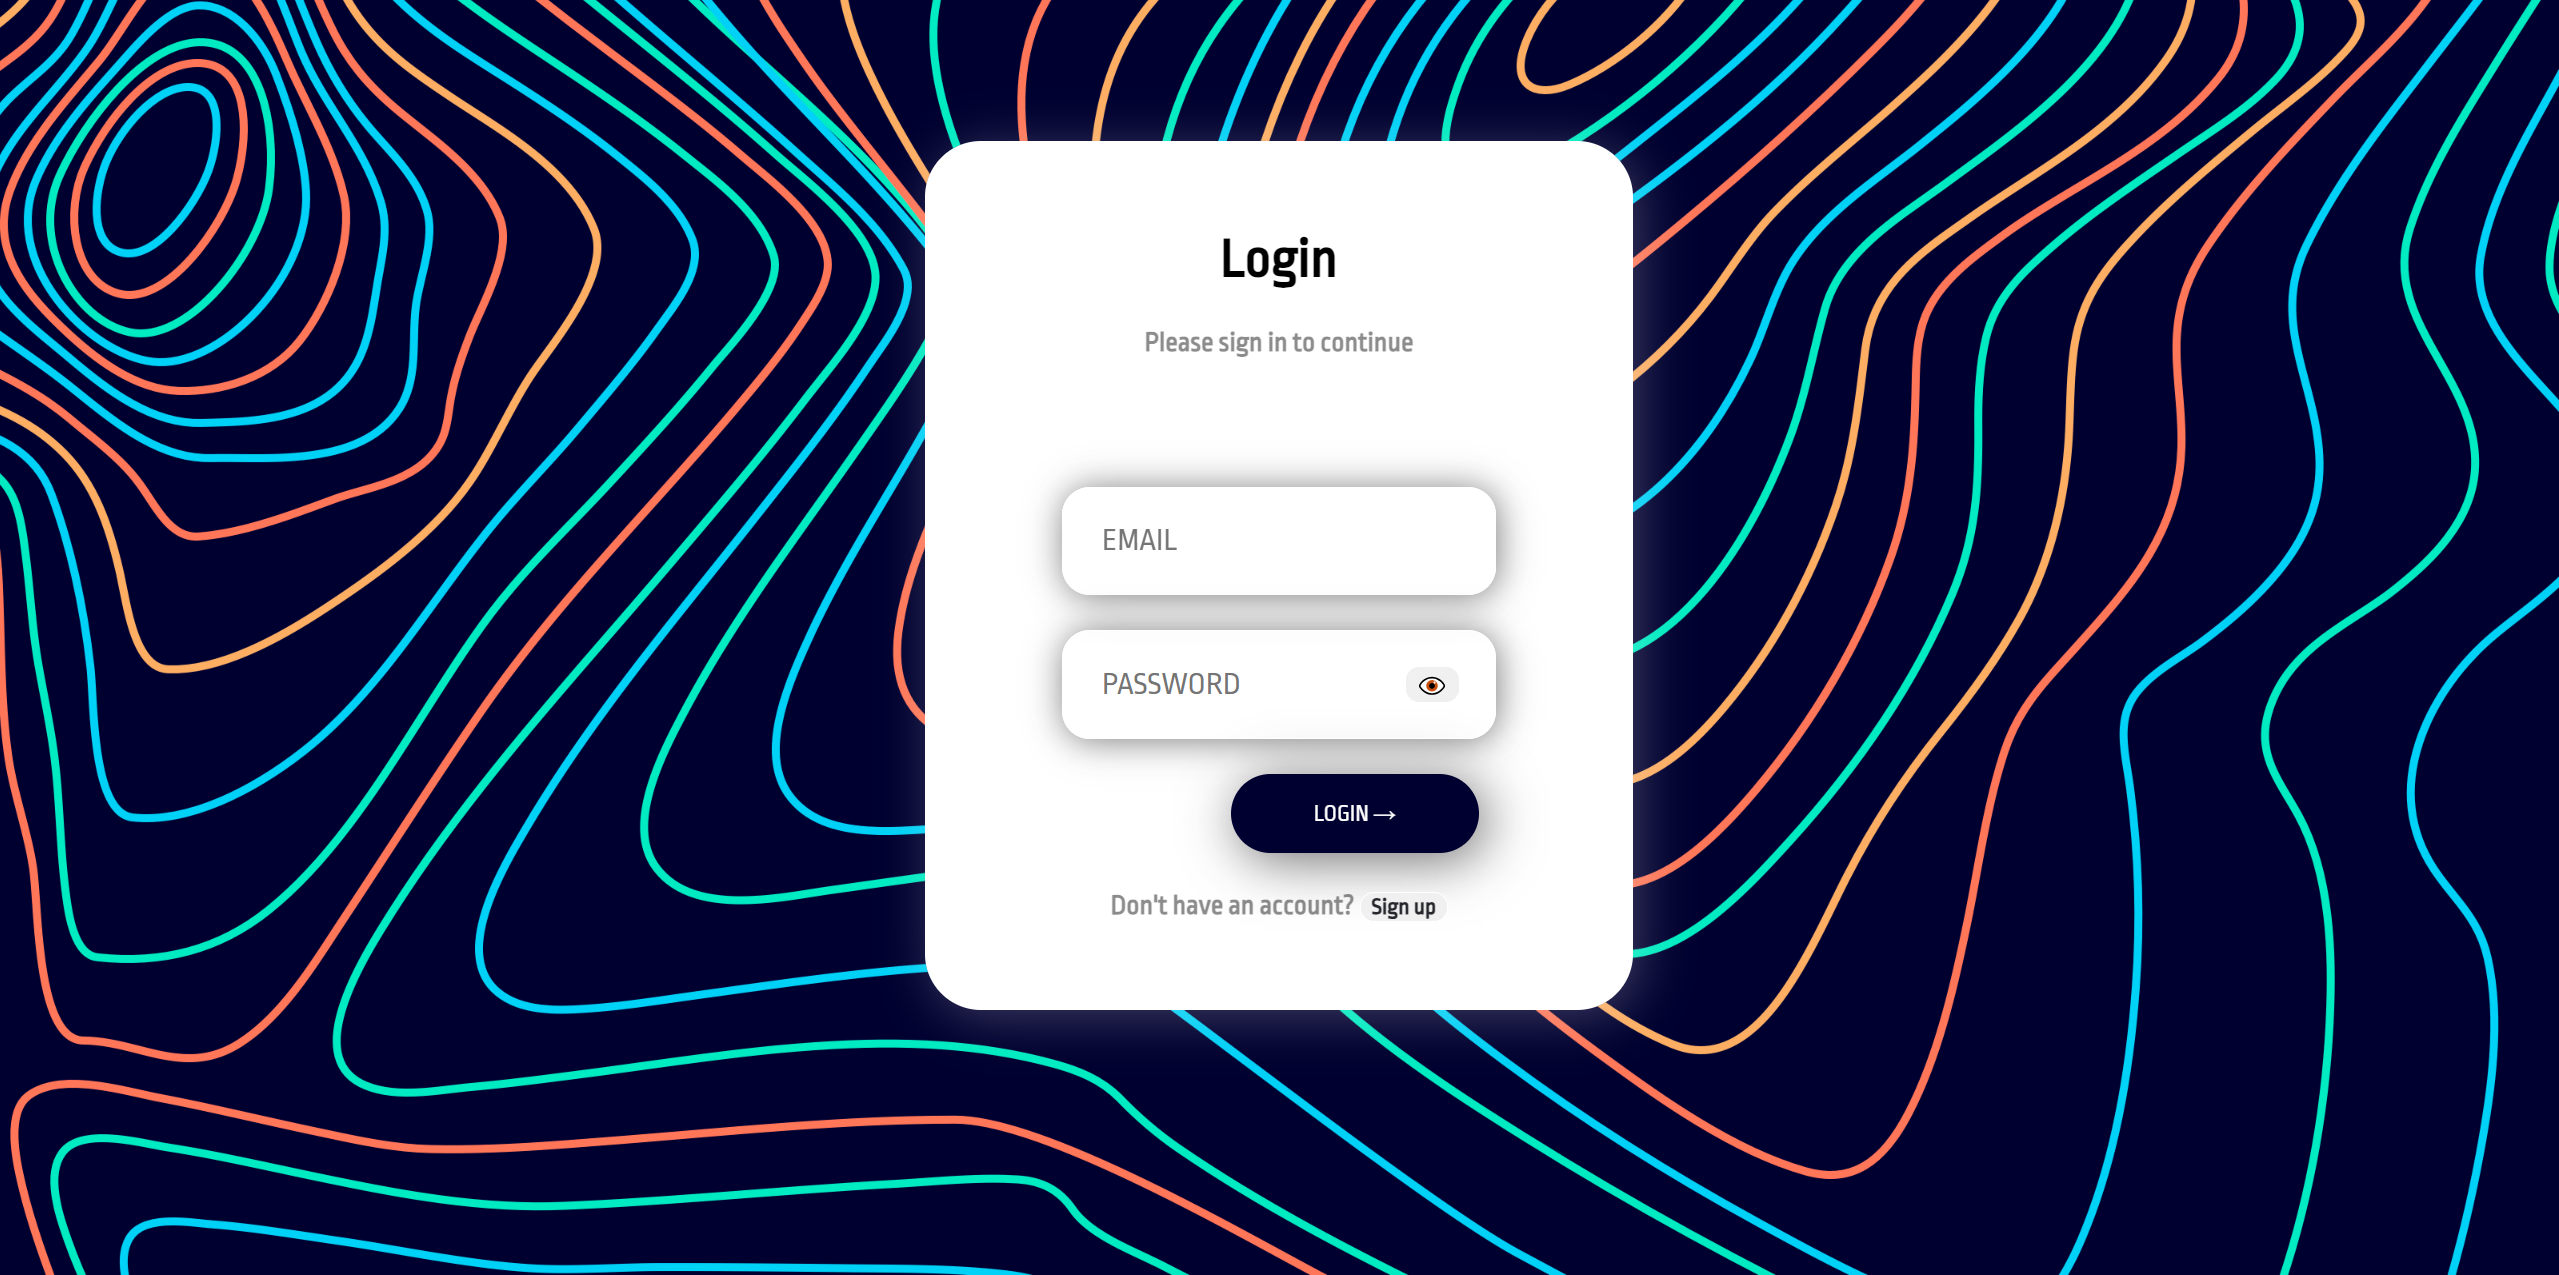 Login
Please sign in to continue
EMAIL
PASSWORD
LOGIN→
Don't have an account? Sign up